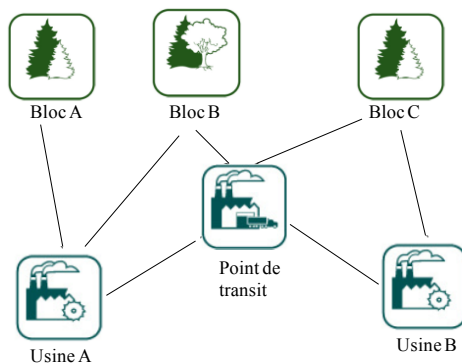 Bloc A
Bloc B
Bloc C
Point de
transit
Usine A
Usine B